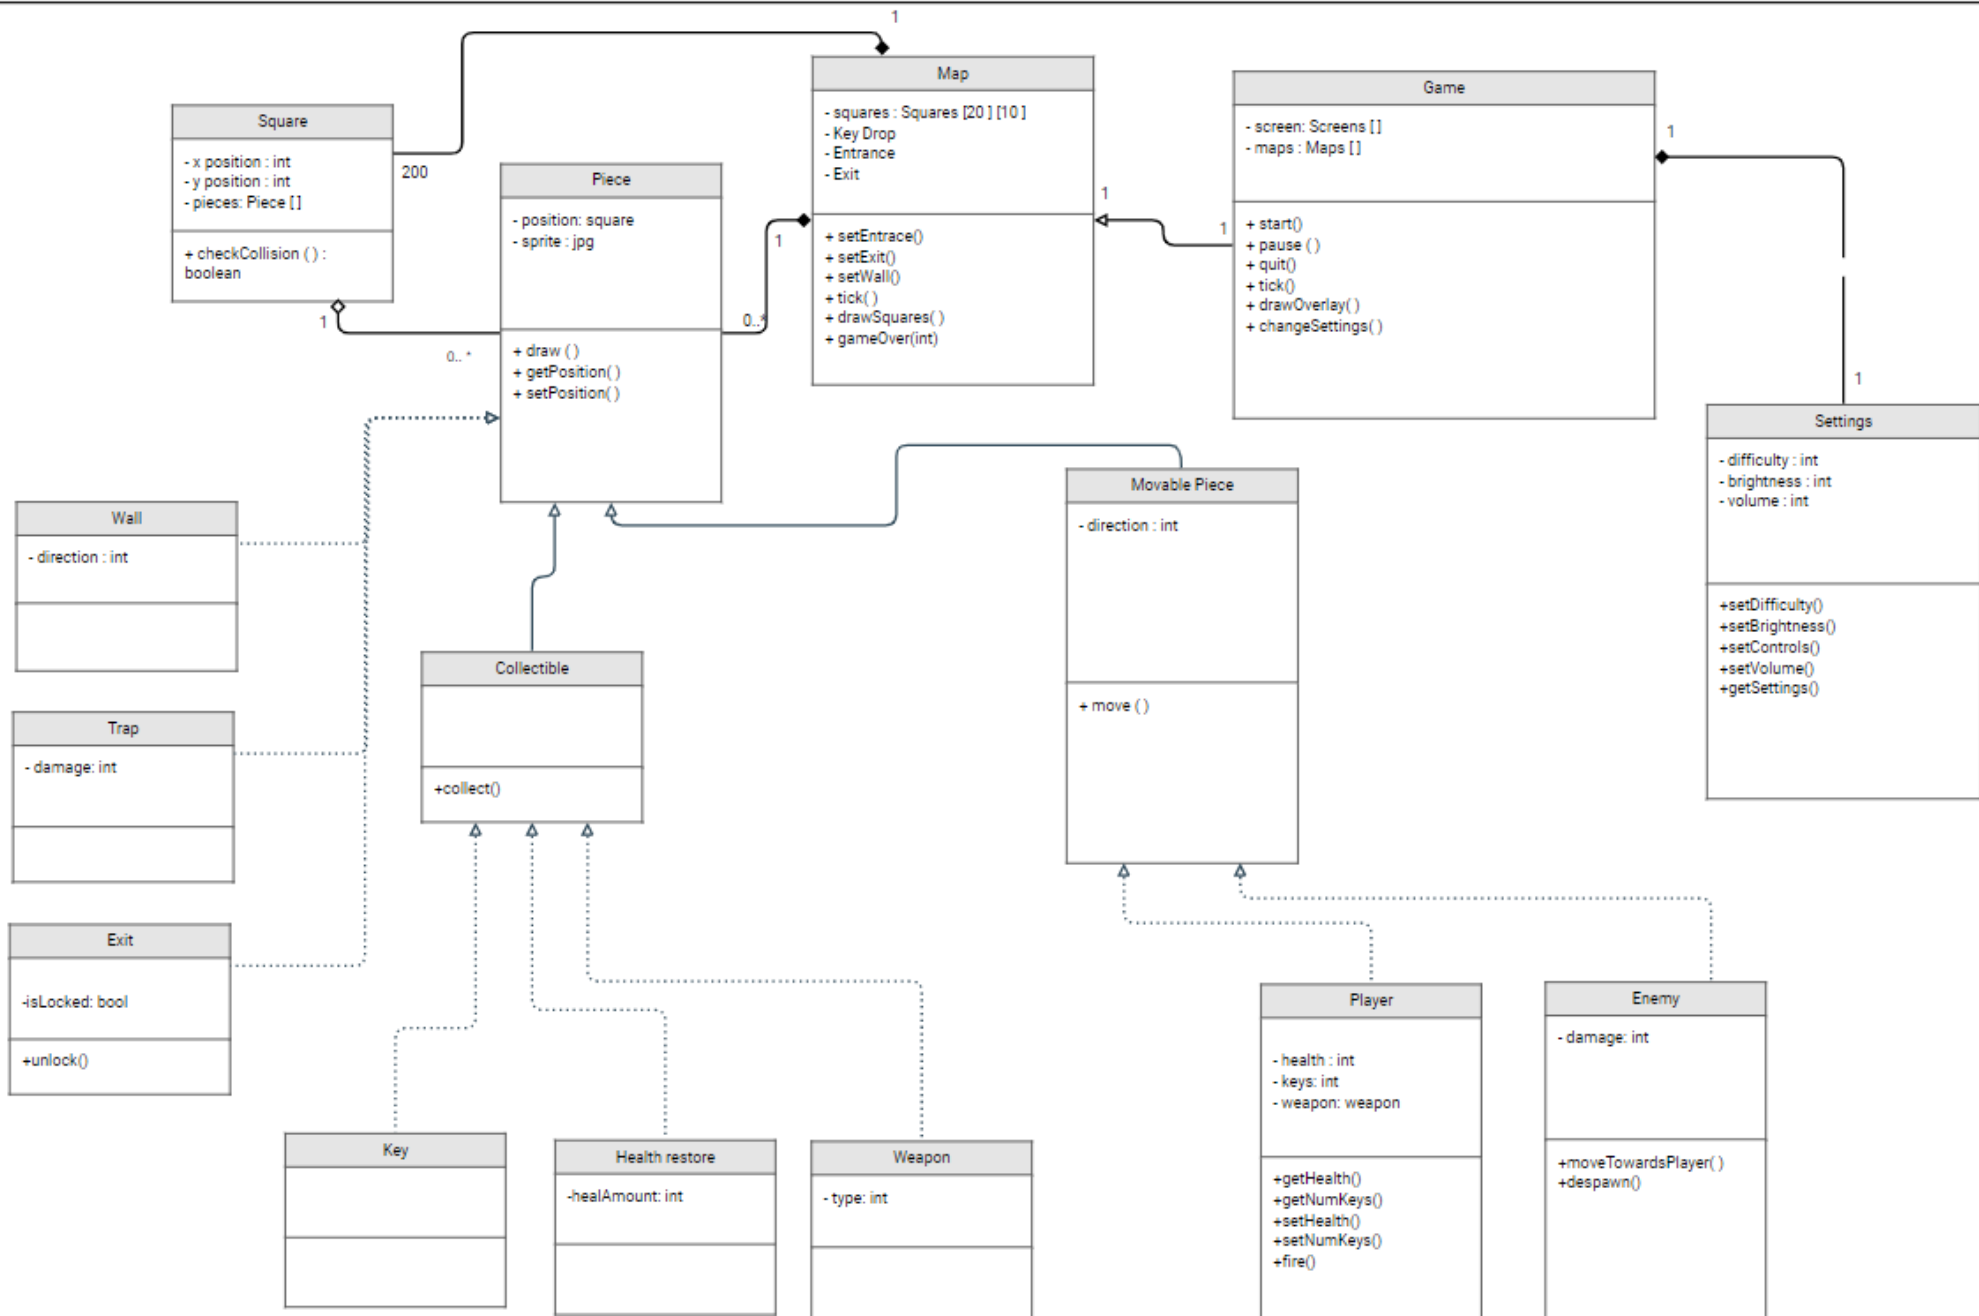 1
Map
- squares : Squares [20 ] [10 ]
- Key Drop
- Entrance
- Exit
+ setEntrace()
+ setExit()
+ setWall()
+ tick( )
+ drawSquares( )
+ gameOver(int)
Game
- screen: Screens [ ]
- maps : Maps [ ]
+ start()
+ pause ( )
+ quit()
+ tick()
+ drawOverlay( )
+ changeSettings( )
1
1
1
1
Square
- x position : int
- y position : int
- pieces: Piece [ ]
+ checkCollision ( ) :
boolean
200
1
0.. *
Piece
- position: square
- sprite : jpg
+ draw ( )
+ getPosition( )
+ setPosition( )
1
0..*
Settings
- difficulty : int
- brightness : int
- volume : int
+setDifficulty()
+setBrightness()
+setControls()
+setVolume()
+getSettings()
Movable Piece
- direction : int
+ move ( )
Wall
- direction : int
Collectible
+collect()
Trap
- damage: int
Exit
-isLocked: bool
+unlock()
Player
- health : int
- keys: int
- weapon: weapon
+getHealth()
+getNumKeys()
+setHealth()
+setNumKeys()
+fire()
Enemy
- damage: int
+moveTowardsPlayer( )
+despawn()
Key
Health restore
-healAmount: int
Weapon
- type: int